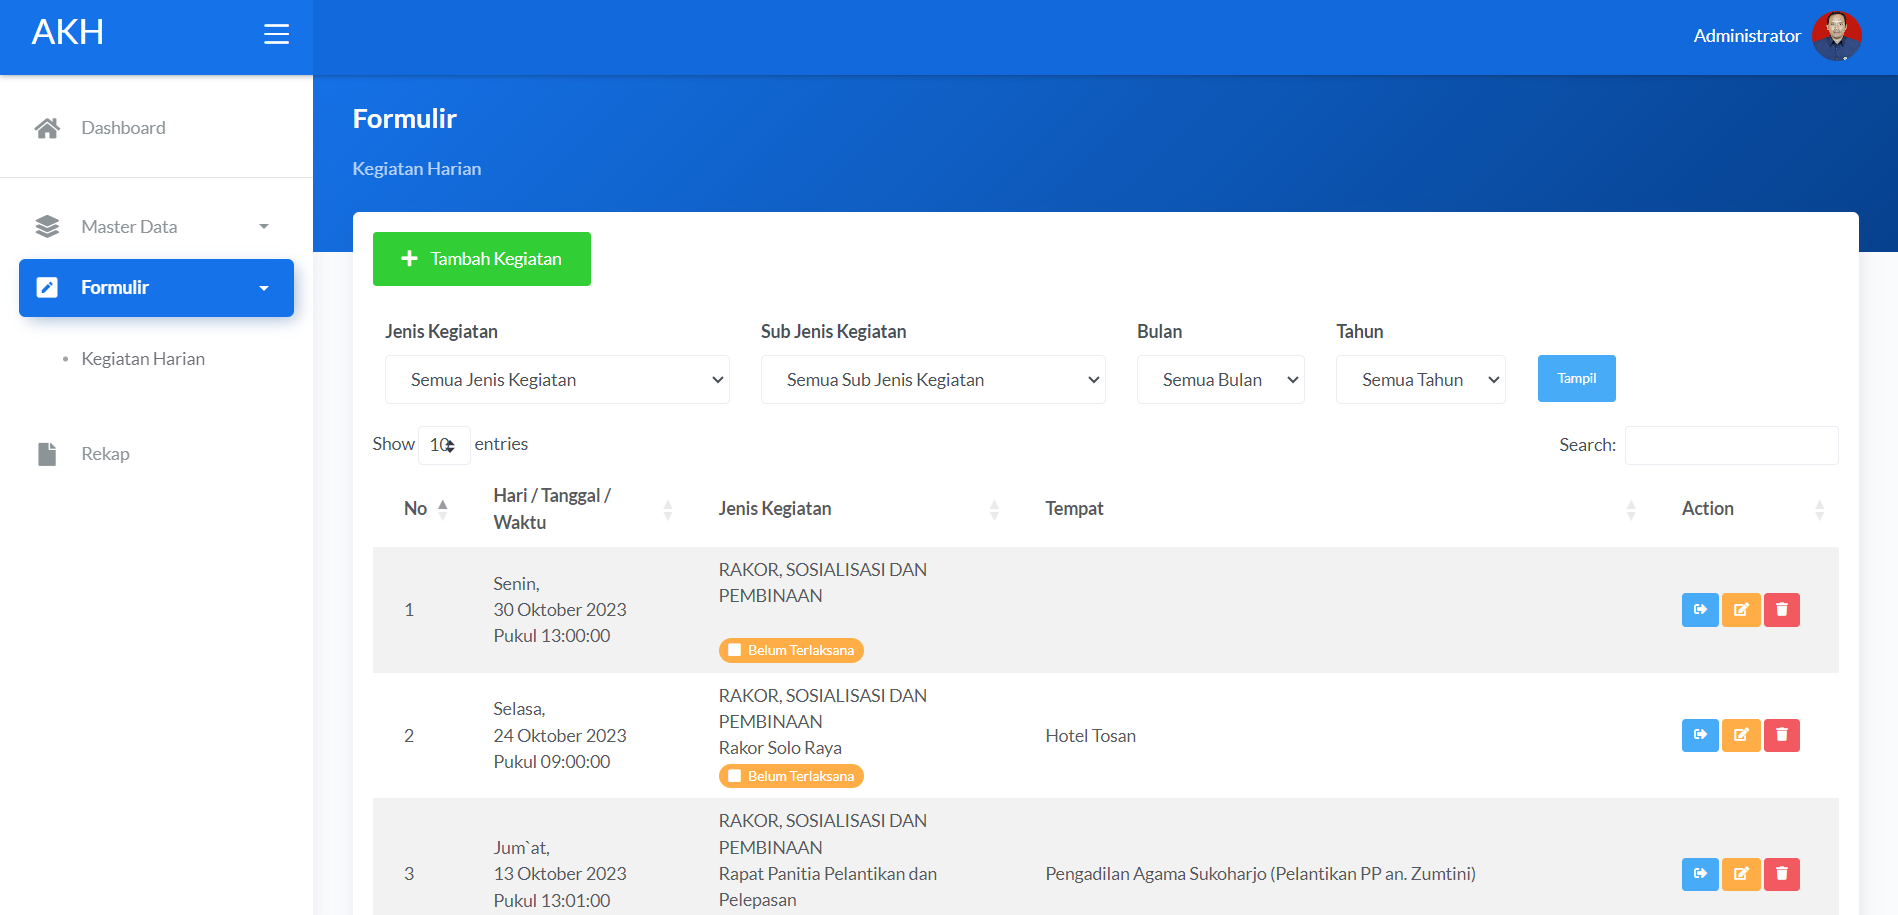 AKH
Administrator
Dashboard
Master Data
Formulir
Kegiatan Harian
Rekap
Formulir
Kegiatan Harian
Tambah Kegiatan
Jenis Kegiatan
Sub Jenis Kegiatan
Bulan
Tahun
Semua Jenis Kegiatan
Semua Sub Jenis Kegiatan
Semua Bulan
Semua Tahun
Tampil
Show 10 entries
Search:
No
Hari / Tanggal /
Waktu
Jenis Kegiatan
Tempat
Action
1
Senin,
30 Oktober 2023
Pukul 13:00:00
RAKOR, SOSIALISASI DAN
PEMBINAAN
Belum Terlaksana
2
Selasa,
24 Oktober 2023
Pukul 09:00:00
RAKOR, SOSIALISASI DAN
PEMBINAAN
Rakor Solo Raya
Belum Terlaksana
Hotel Tosan
3
Jum`at,
13 Oktober 2023
Pukul 13:01:00
RAKOR, SOSIALISASI DAN
PEMBINAAN
Rapat Panitia Pelantikan dan
Pelepasan
Pengadilan Agama Sukoharjo (Pelantikan PP an. Zumtini)